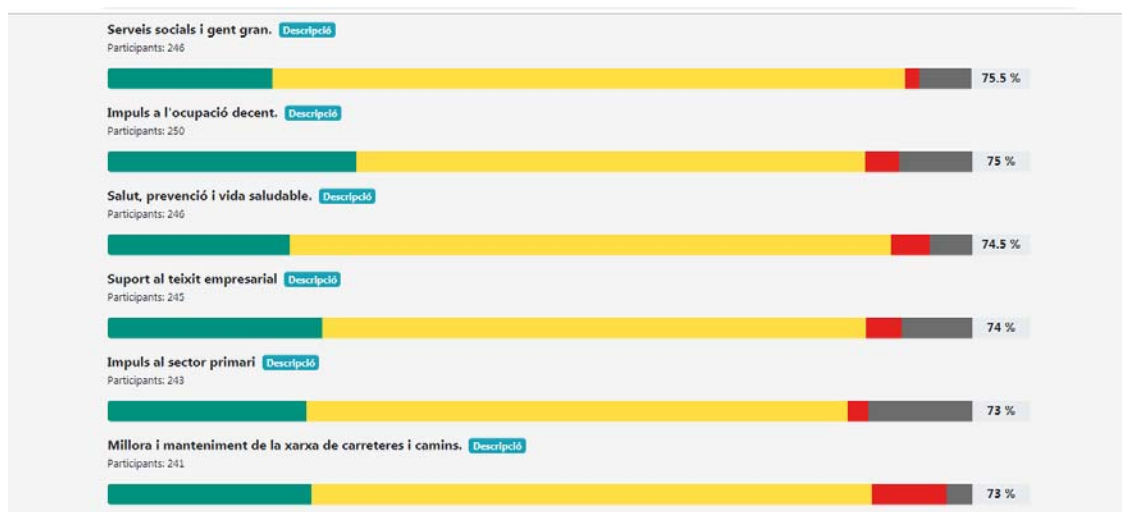 Serveis socials i gent gran. Descripció
Participants: 246
75.5 %
Impuls a l'ocupació decent. Descripció
Participants: 250
75 %
Salut, prevenció i vida saludable. Descripció
Participants: 246
74.5 %
Suport al teixit empresarial Descripció
Participants: 245
74 %
Impuls al sector primari Descripció
Participants: 243
73 %
Millora i manteniment de la xarxa de carreteres i camins. Descripció
Participants: 241
73 %